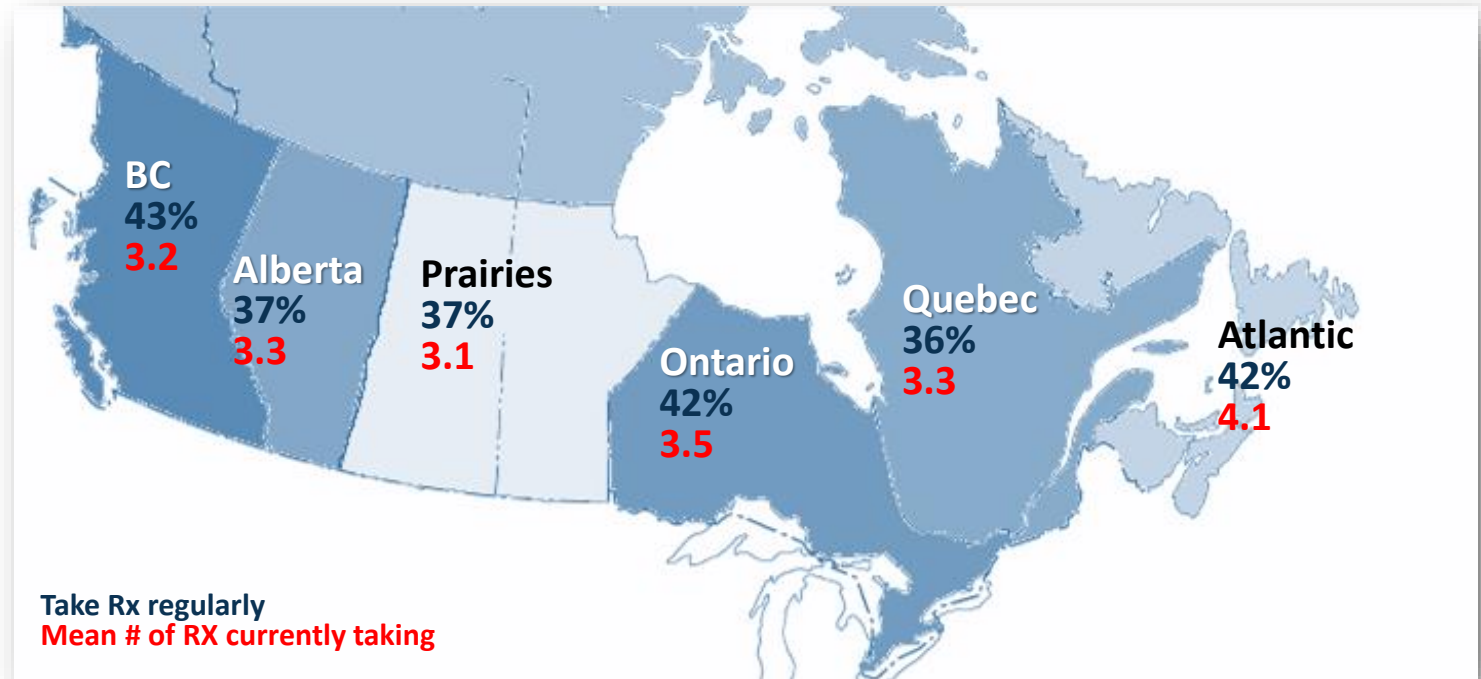 BC
43%
3.2
Alberta
37%
3.3
Prairies
37%
3.1
Ontario
42%
3.5
Quebec
36%
3.3
Atlantic
42%
4.1
Take Rx regularly
Mean # of RX currently taking